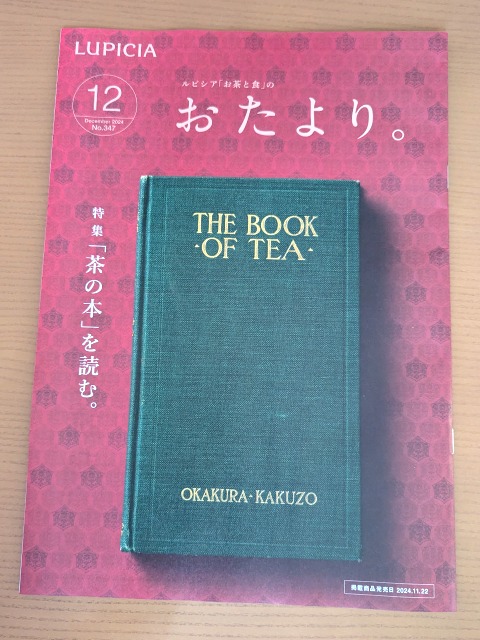 LUPICIA
12
December 2024
No.347
ルピシア「お茶と食」の
おたより。
特集
「茶の本」を読む。
THE BOOK
·OF TEA·
OKAKURA·KAKUZO
掲載商品発売日 2024.11.22